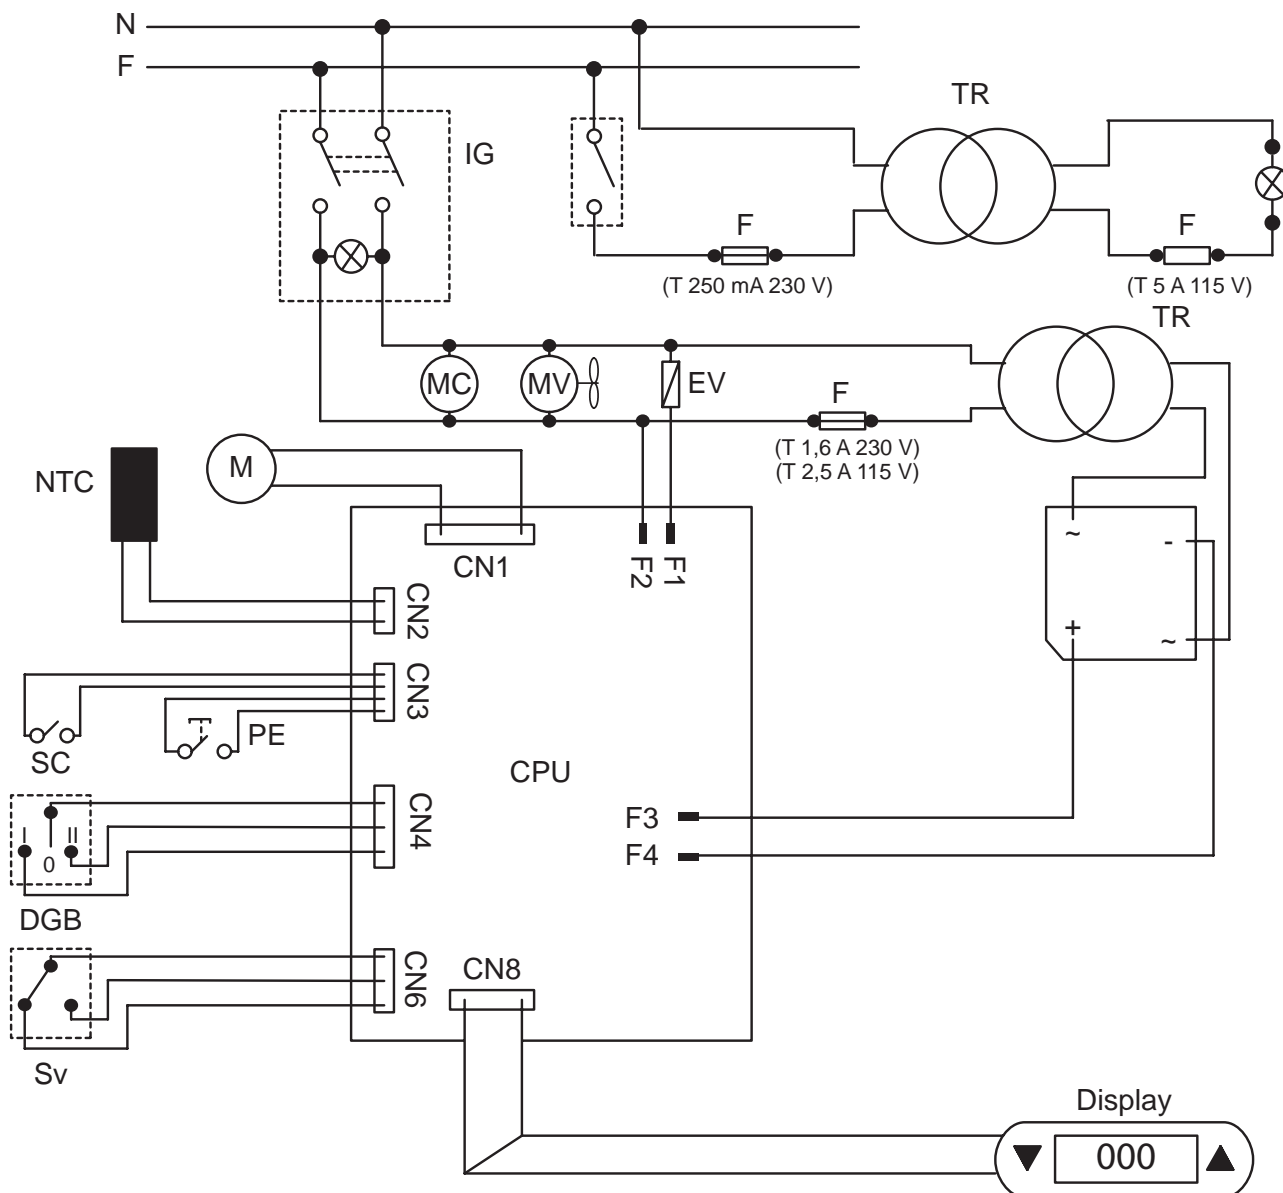 N
F
TR
IG
F
(T 250 mA 230 V)
F
(T 5 A 115 V)
TR
MC
MV
EV
F
(T 1,6 A 230 V)
(T 2,5 A 115 V)
NTC
M
CN1
F2
F1
~
-
+
~
CN2
CN3
SC
PE
CPU
CN4
I
II
0
DGB
F3
F4
CN6
Sv
CN8
Display
000